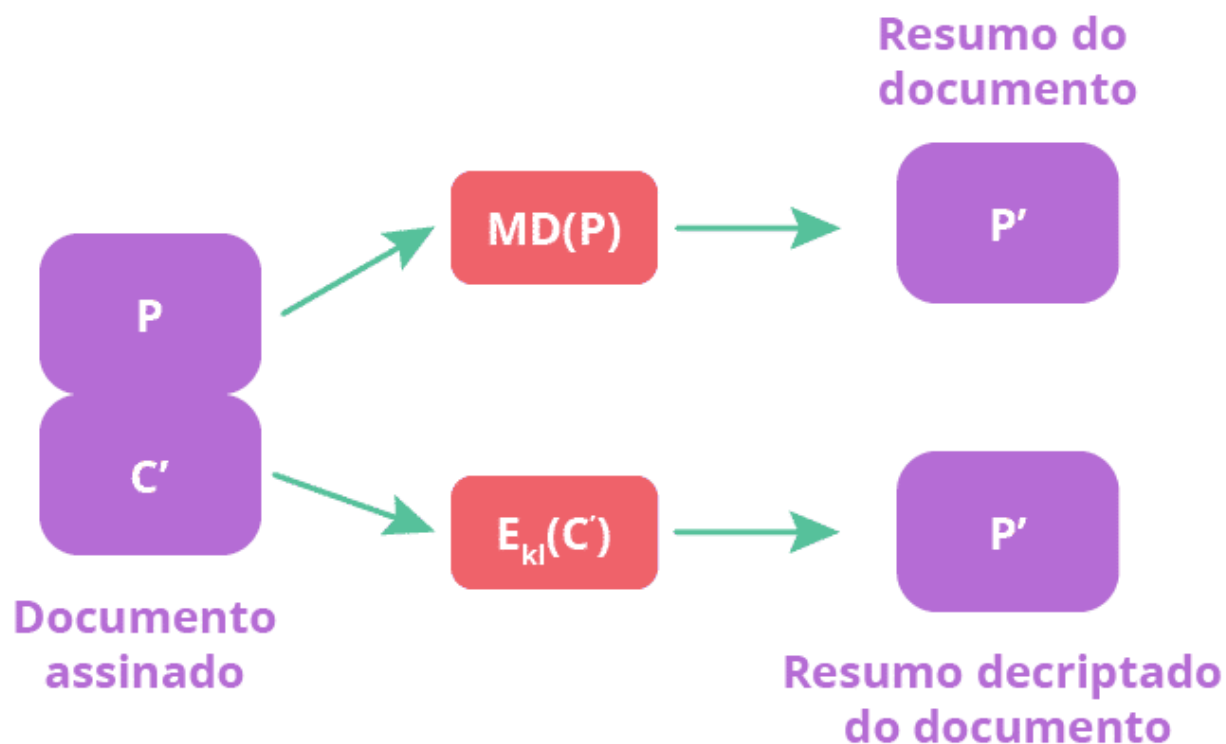 Resumo do
documento
MD(P)
P’
P
C’
E_kl(C’)
P’
Documento
assinado
Resumo decriptado
do documento